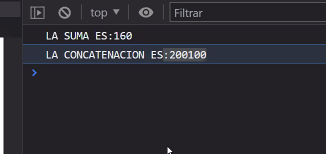 top
Filtrar
LA SUMA ES:160
LA CONCATENACION ES:200100